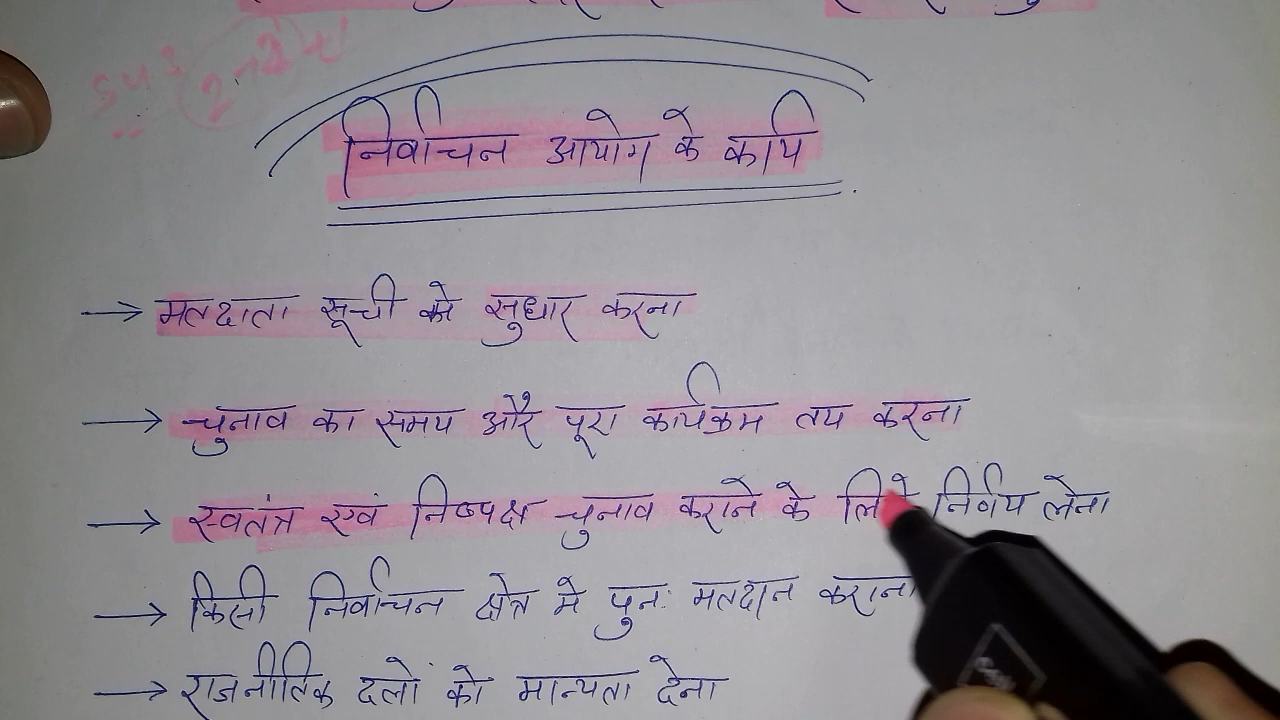 निर्वाचन आयोग के कार्य
→ मतदाता सूची को सुधार करना
→ चुनाव का समय और पूरा कार्यक्रम तय करना
→ स्वतंत्र एवं निष्पक्ष चुनाव कराने के लिये निर्णय लेना
→ किसी निर्वाचन क्षेत्र मे पुन: मतदान कराना
→ राजनीतिक दलों को मान्यता देना